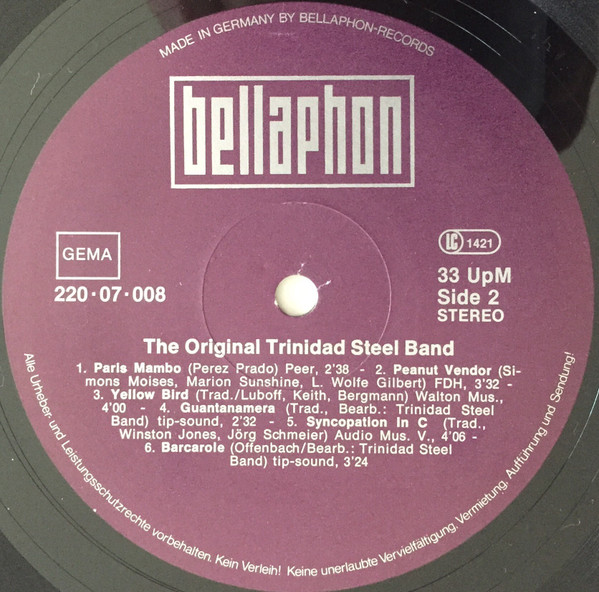 MADE IN GERMANY BY BELLAPHON-RECORDS
bellaphon
GEMA
LC 1421
220·07·008
33 UpM
Side 2
STEREO
The Original Trinidad Steel Band
1. Paris Mambo (Perez Prado) Peer, 2'38 - 2. Peanut Vendor (Si-
mons Moises, Marion Sunshine, L. Wolfe Gilbert) FDH, 3'32 -
3. Yellow Bird (Trad./Luboff, Keith, Bergmann) Walton Mus.,
4'00 - 4. Guantanamera (Trad., Bearb.: Trinidad Steel
Band) tip-sound, 2'32 - 5. Syncopation In C (Trad.,
Winston Jones, Jörg Schmeier) Audio Mus. V., 4'06 -
6. Barcarole (Offenbach/Bearb.: Trinidad Steel
Band) tip-sound, 3'24
Alle Urheber- und Leistungsschutzrechte vorbehalten. Kein Verleih! Keine unerlaubte Vervielfältigung, Vermietung, Aufführung und Sendung!